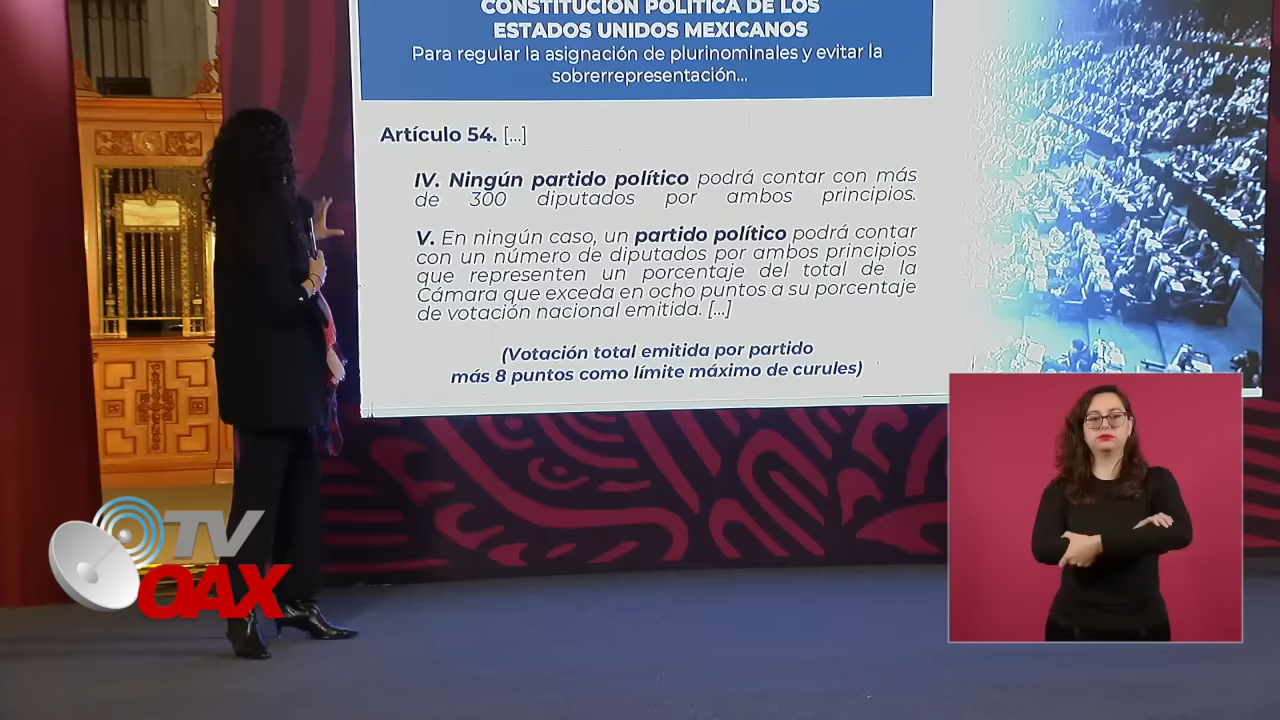 CONSTITUCIÓN POLÍTICA DE LOS
ESTADOS UNIDOS MEXICANOS
Para regular la asignación de plurinominales y evitar la
sobrerrepresentación...
Artículo 54. [...]
IV. Ningún partido político podrá contar con más
de 300 diputados por ambos principios.
V. En ningún caso, un partido político podrá contar
con un número de diputados por ambos principios
que representen un porcentaje del total de la
Cámara que exceda en ocho puntos a su porcentaje
de votación nacional emitida. [...]
(Votación total emitida por partido
más 8 puntos como límite máximo de curules)
TV
OAX